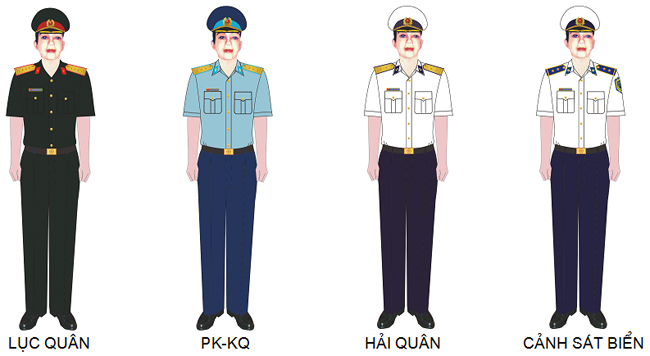 LỤC QUÂN
PK-KQ
HẢI QUÂN
CẢNH SÁT BIỂN